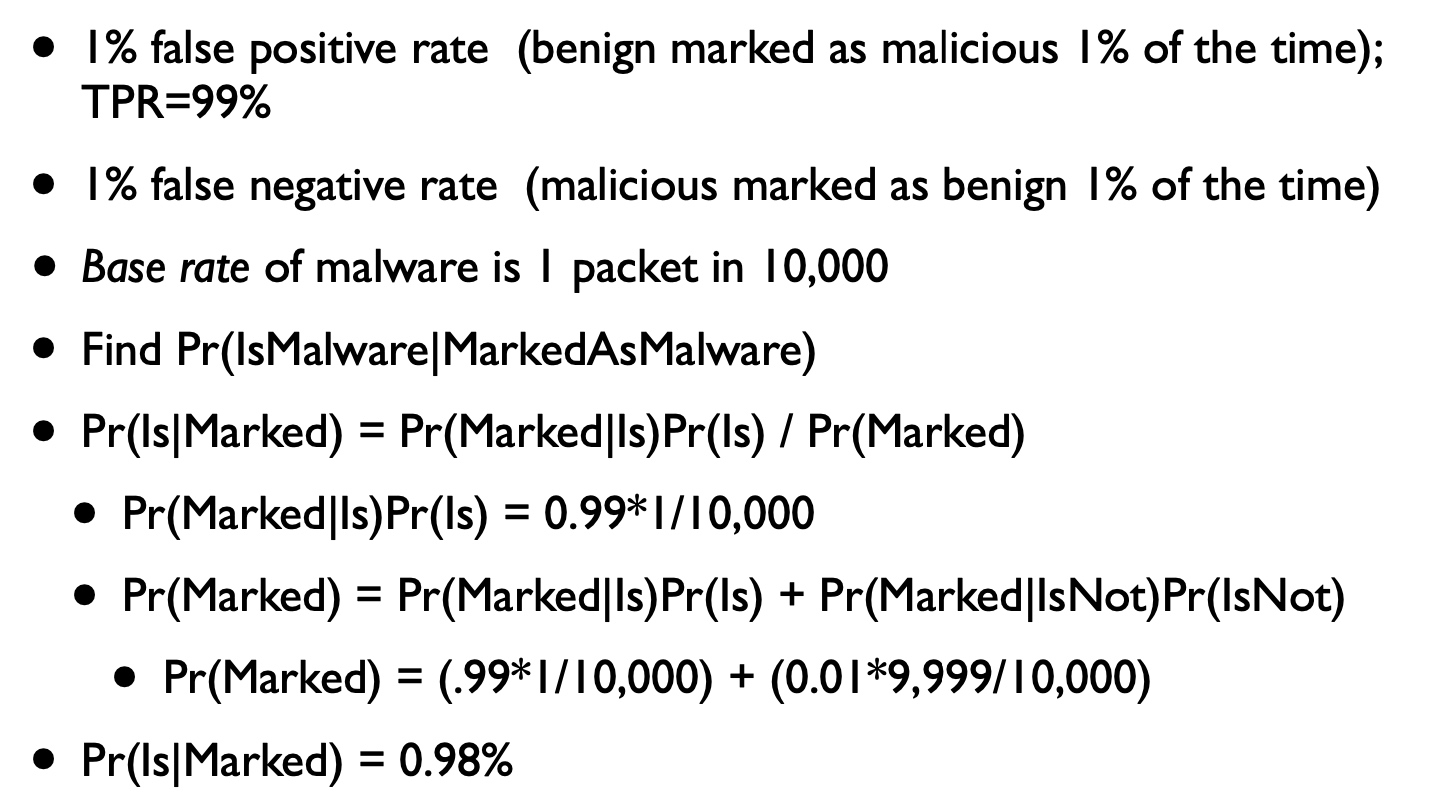 • 1% false positive rate (benign marked as malicious 1% of the time);
TPR=99%
• 1% false negative rate (malicious marked as benign 1% of the time)
• Base rate of malware is 1 packet in 10,000
• Find Pr(IsMalware|MarkedAsMalware)
• Pr(Is|Marked) = Pr(Marked|Is)Pr(Is) / Pr(Marked)
• Pr(Marked|Is)Pr(Is) = 0.99*1/10,000
• Pr(Marked) = Pr(Marked|Is)Pr(Is) + Pr(Marked|IsNot)Pr(IsNot)
• Pr(Marked) = (.99*1/10,000) + (0.01*9,999/10,000)
• Pr(Is|Marked) = 0.98%